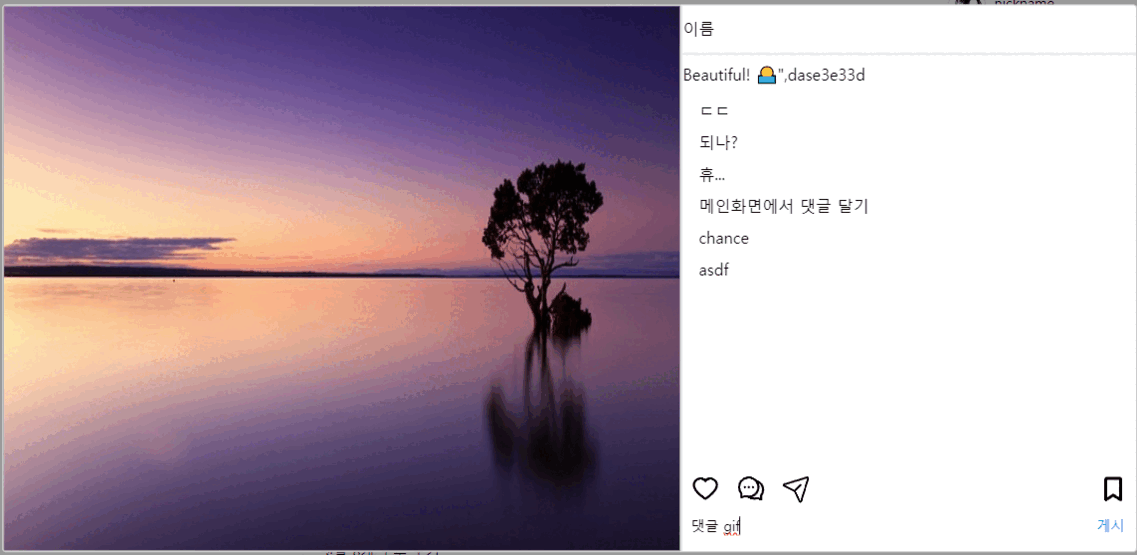 nickname
이름
Beautiful! 🤷",dase3e33d
ㄷㄷ
되나?
휴...
메인화면에서 댓글 달기
chance
asdf
댓글 gif
게시